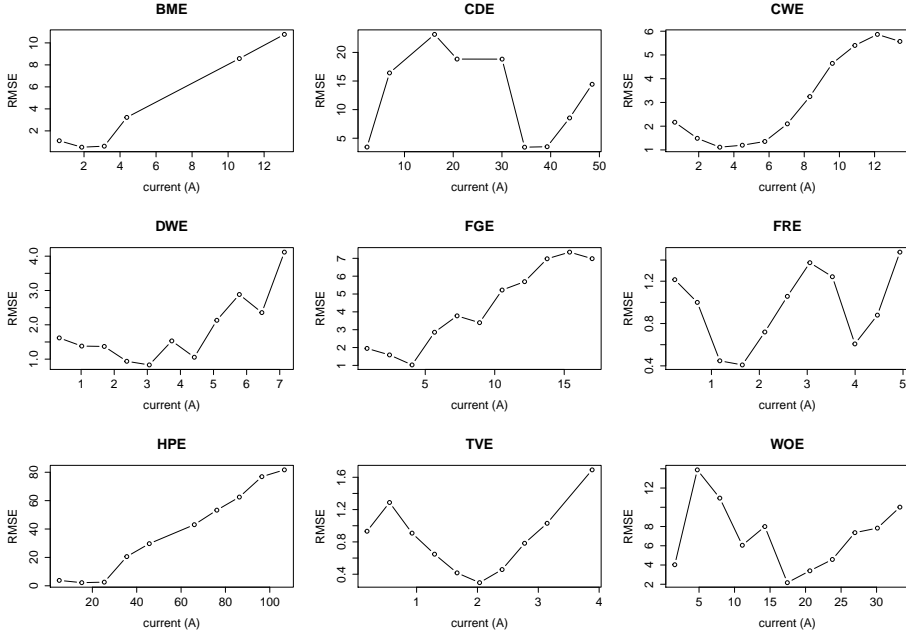 BME
CDE
CWE
RMSE
2 4 6 8 10
RMSE
5 10 15 20
RMSE
1 2 3 4 5 6
2 4 6 8 10 12
10 20 30 40 50
2 4 6 8 10 12
current (A)
current (A)
current (A)
DWE
FGE
FRE
RMSE
1.0 2.0 3.0 4.0
RMSE
1 2 3 4 5 7
RMSE
0.4 0.8 1.2
1 2 3 4 5 6 7
5 10 15
1 2 3 4 5
current (A)
current (A)
current (A)
HPE
TVE
WOE
RMSE
0 20 40 60 80
RMSE
0.4 0.8 1.2 1.6
RMSE
2 4 6 8 12
20 40 60 80 100
1 2 3 4
5 10 15 20 25 30
current (A)
current (A)
current (A)